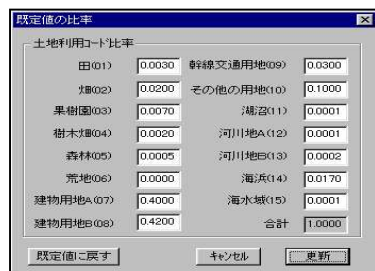 既定値の比率
土地利用コード比率
田(01) 0.0030 幹線交通用地(09) 0.0300
畑(02) 0.0200 その他の用地(10) 0.1000
果樹園(03) 0.0070 湖沼(11) 0.0001
樹木畑(04) 0.0020 河川地A(12) 0.0001
森林(05) 0.0005 河川地B(13) 0.0002
荒地(06) 0.0000 海浜(14) 0.0170
建物用地A(07) 0.4000 海水域(15) 0.0001
建物用地B(08) 0.4200 合計 1.0000
既定値に戻す キャンセル 更新